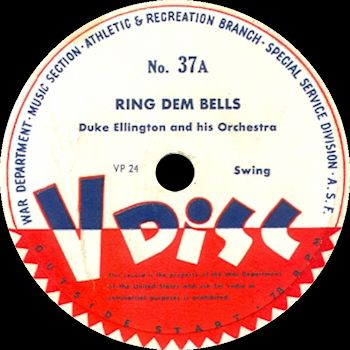 WAR DEPARTMENT · MUSIC SECTION · ATHLETIC & RECREATION BRANCH · SPECIAL SERVICE DIVISION · A.S.F.
No. 37A
RING DEM BELLS
Duke Ellington and his Orchestra
VP 24 Swing
V DISC
This record is the property of the War Department
of the United States and use for radio or
commercial purposes is prohibited.
OUTSIDE START · 78 RPM